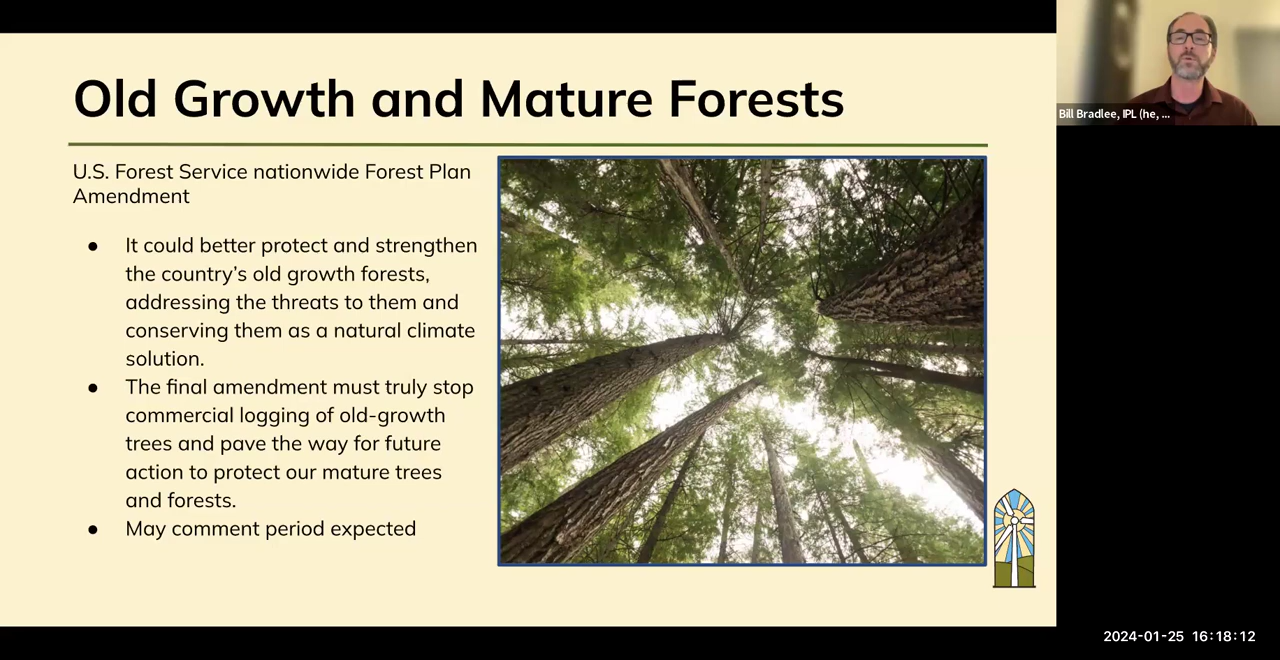 Old Growth and Mature Forests
U.S. Forest Service nationwide Forest Plan
Amendment
● It could better protect and strengthen
the country’s old growth forests,
addressing the threats to them and
conserving them as a natural climate
solution.
● The final amendment must truly stop
commercial logging of old-growth
trees and pave the way for future
action to protect our mature trees
and forests.
● May comment period expected
Bill Bradlee, IPL (he, ...
2024-01-25 16:18:12